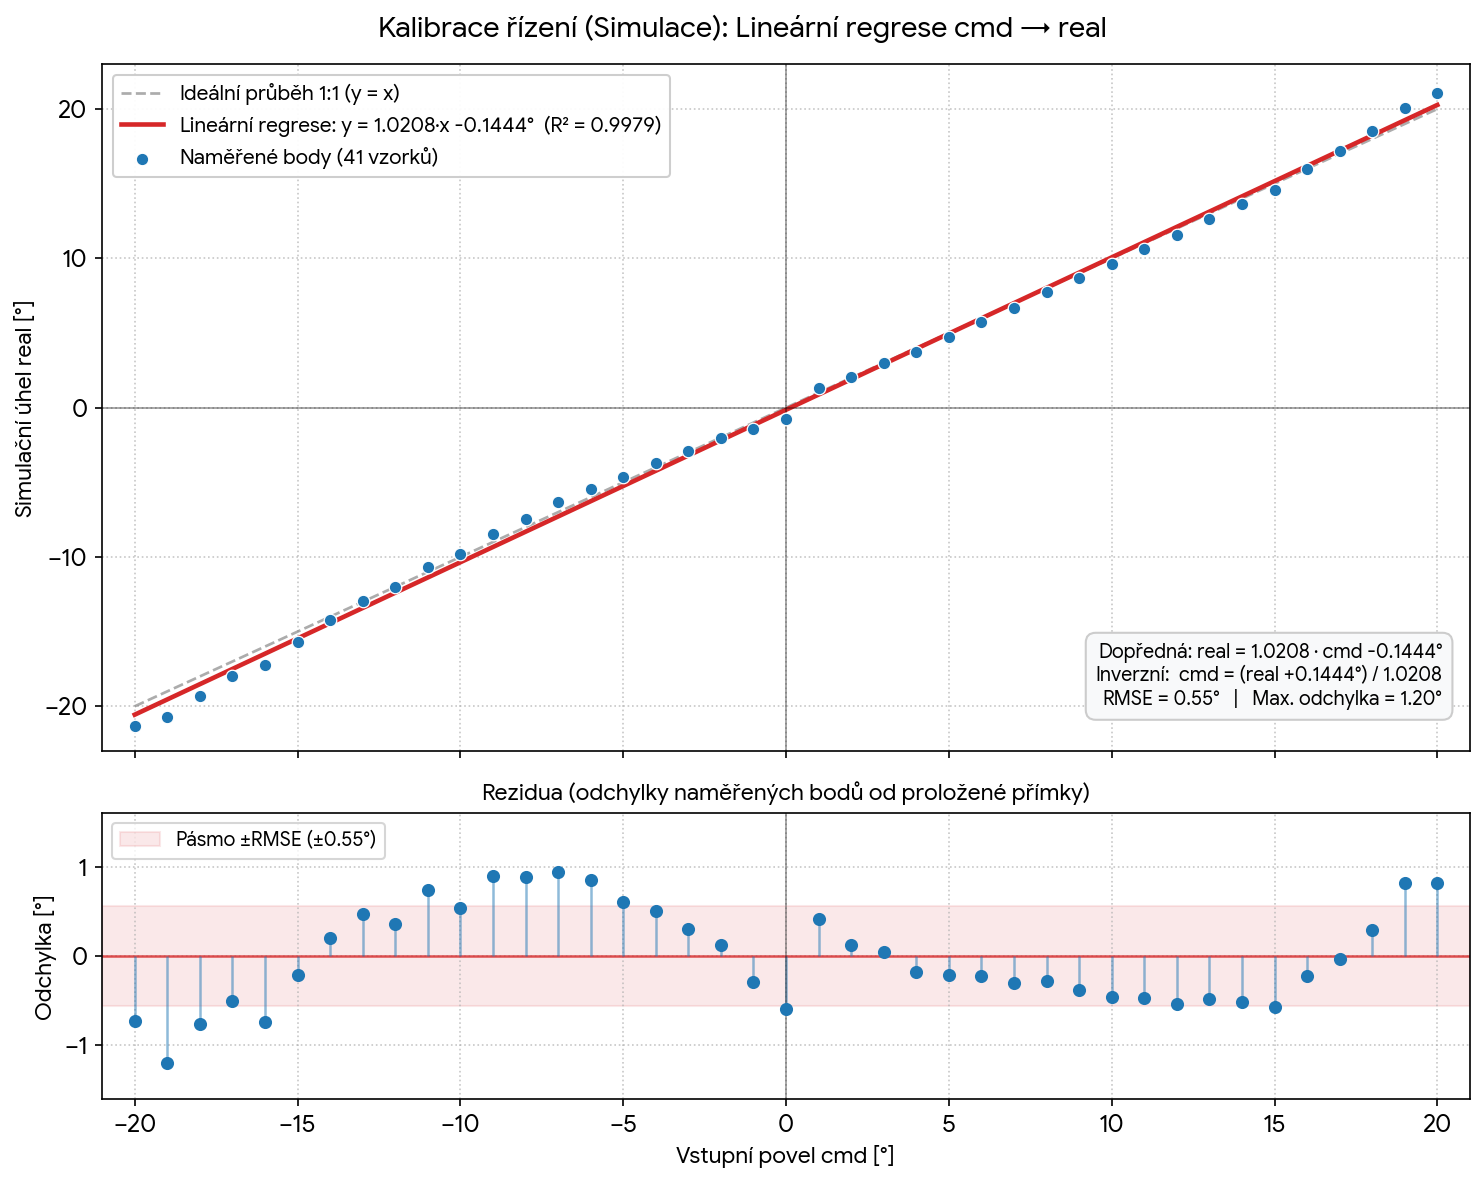 Kalibrace řízení (Simulace): Lineární regrese cmd → real
Ideální průběh 1:1 (y = x)
Lineární regrese: y = 1.0208·x -0.1444° (R² = 0.9979)
Naměřené body (41 vzorků)
20
10
0
−10
−20
Simulační úhel real [°]
Dopředná: real = 1.0208 · cmd -0.1444°
Inverzní: cmd = (real +0.1444°) / 1.0208
RMSE = 0.55° | Max. odchylka = 1.20°
Rezidua (odchylky naměřených bodů od proložené přímky)
Pásmo ±RMSE (±0.55°)
1
0
−1
Odchylka [°]
−20 −15 −10 −5 0 5 10 15 20
Vstupní povel cmd [°]